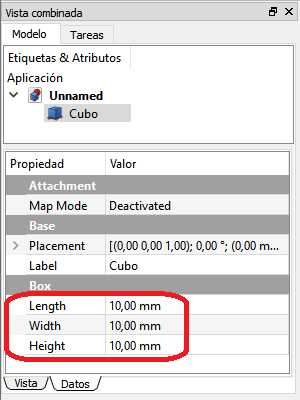 Vista combinada
Modelo Tareas
Etiquetas & Atributos
Aplicación
Unnamed
Cubo
Propiedad Valor
Attachment
Map Mode Deactivated
Base
Placement [(0,00 0,00 1,00); 0,00 °; (0,00 m...
Label Cubo
Box
Length 10,00 mm
Width 10,00 mm
Height 10,00 mm
Vista Datos